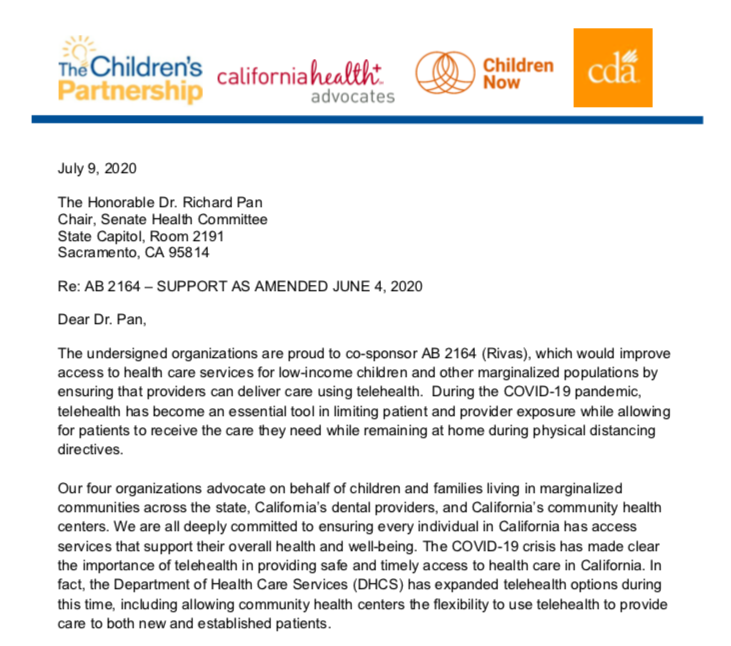 The Children's
Partnership
californiahealth+
advocates
Children
Now
cda
July 9, 2020
The Honorable Dr. Richard Pan
Chair, Senate Health Committee
State Capitol, Room 2191
Sacramento, CA 95814
Re: AB 2164 – SUPPORT AS AMENDED JUNE 4, 2020
Dear Dr. Pan,
The undersigned organizations are proud to co-sponsor AB 2164 (Rivas), which would improve
access to health care services for low-income children and other marginalized populations by
ensuring that providers can deliver care using telehealth. During the COVID-19 pandemic,
telehealth has become an essential tool in limiting patient and provider exposure while allowing
for patients to receive the care they need while remaining at home during physical distancing
directives.
Our four organizations advocate on behalf of children and families living in marginalized
communities across the state, California's dental providers, and California's community health
centers. We are all deeply committed to ensuring every individual in California has access
services that support their overall health and well-being. The COVID-19 crisis has made clear
the importance of telehealth in providing safe and timely access to health care in California. In
fact, the Department of Health Care Services (DHCS) has expanded telehealth options during
this time, including allowing community health centers the flexibility to use telehealth to provide
care to both new and established patients.